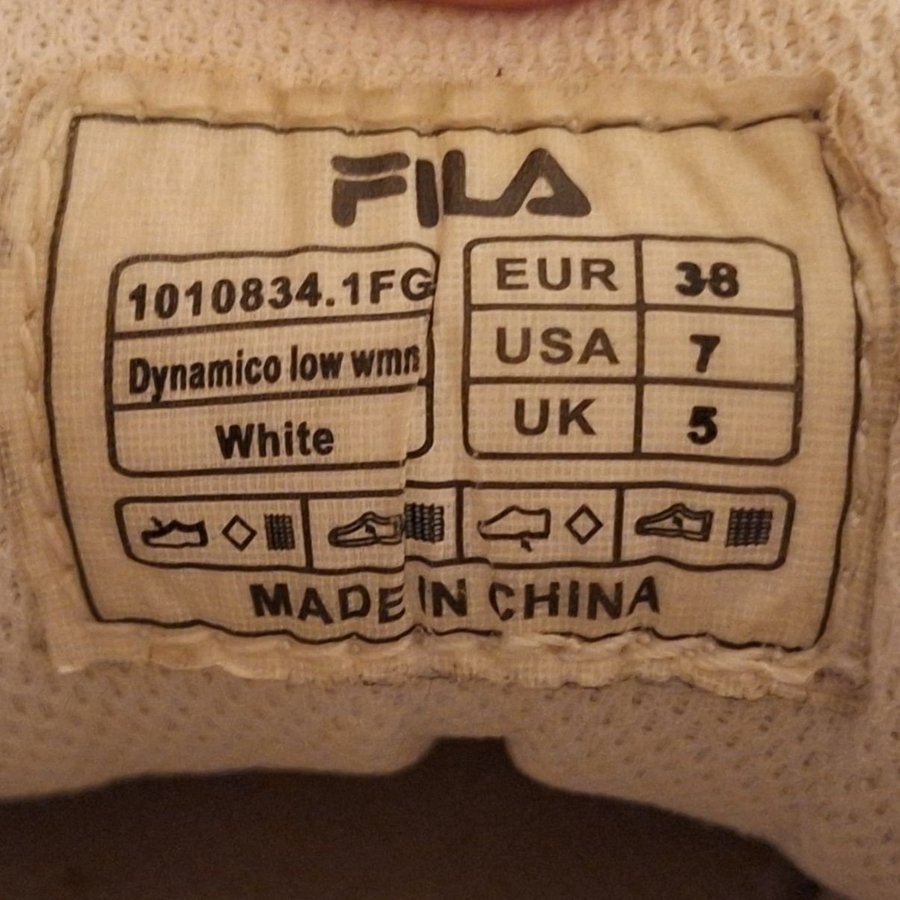 FILA
1010834.1FG
Dynamico low wmn
White
EUR 38
USA 7
UK 5
MADE IN CHINA